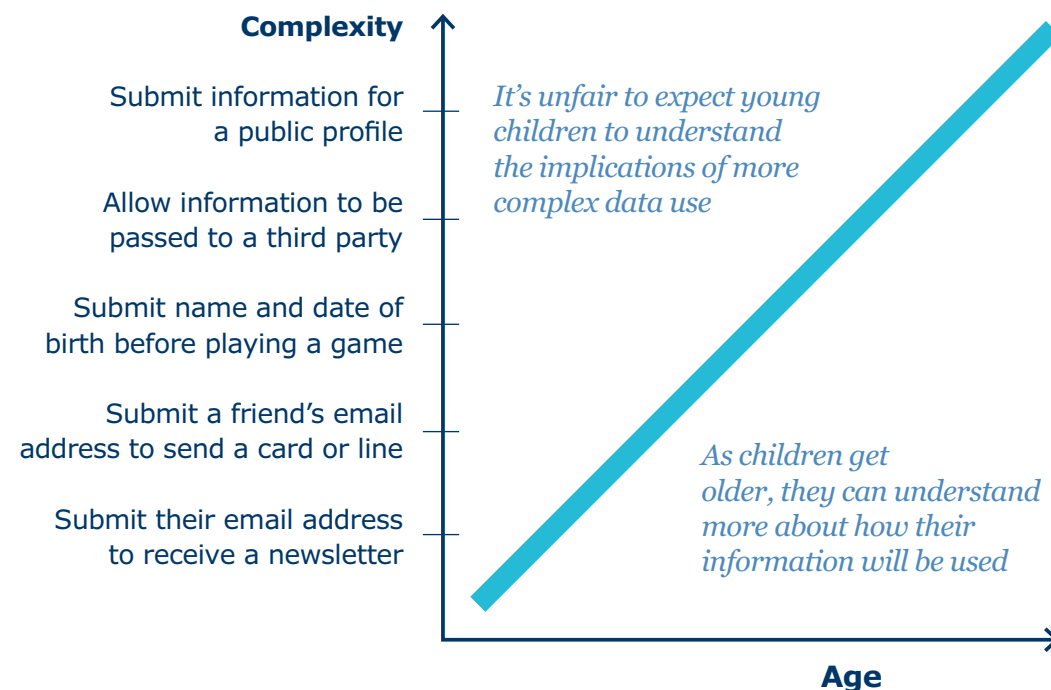 Complexity
Submit information for
a public profile
Allow information to be
passed to a third party
Submit name and date of
birth before playing a game
Submit a friend’s email
address to send a card or line
Submit their email address
to receive a newsletter
It’s unfair to expect young
children to understand
the implications of more
complex data use
As children get
older, they can understand
more about how their
information will be used
Age